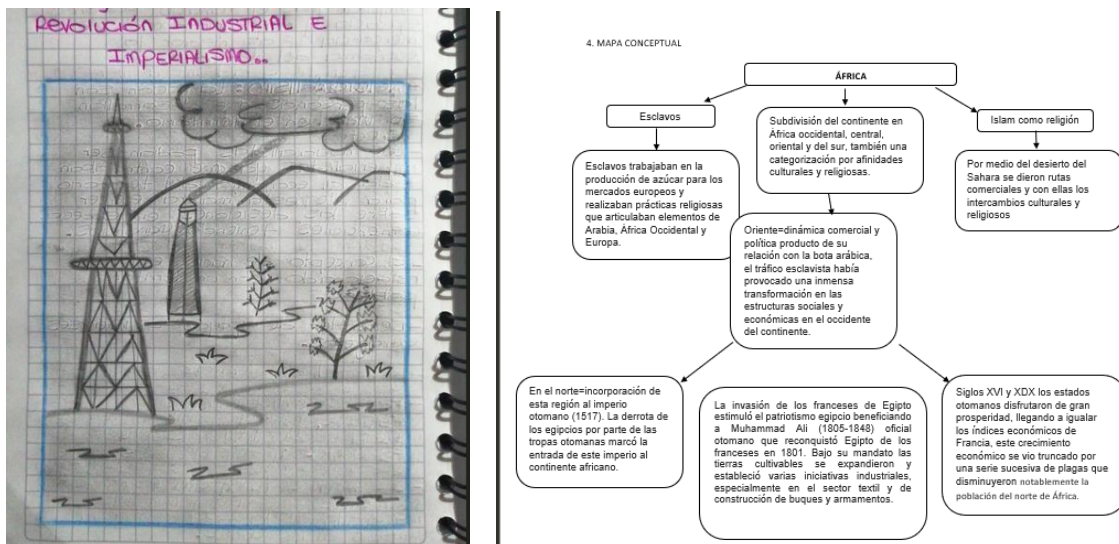 REVOLUCIÓN INDUSTRIAL E
IMPERIALISMO..
4. MAPA CONCEPTUAL
ÁFRICA
Esclavos
Esclavos trabajaban en la
producción de azúcar para los
mercados europeos y
realizaban prácticas religiosas
que articulaban elementos de
Arabia, África Occidental y
Europa.
Subdivisión del continente en
África occidental, central,
oriental y del sur, también una
categorización por afinidades
culturales y religiosas.
Islam como religión
Por medio del desierto del
Sahara se dieron rutas
comerciales y con ellas los
intercambios culturales y
religiosos
Oriente=dinámica comercial y
política producto de su
relación con la bota arábica,
el tráfico esclavista había
provocado una inmensa
transformación en las
estructuras sociales y
económicas en el occidente
del continente.
En el norte=incorporación de
esta región al imperio
otomano (1517). La derrota de
los egipcios por parte de las
tropas otomanas marcó la
entrada de este imperio al
continente africano.
La invasión de los franceses de Egipto
estimuló el patriotismo egipcio beneficiando
a Muhammad Ali (1805-1848) oficial
otomano que reconquistó Egipto de los
franceses en 1801. Bajo su mandato las
tierras cultivables se expandieron y
estableció varias iniciativas industriales,
especialmente en el sector textil y de
construcción de buques y armamentos.
Siglos XVI y XDX los estados
otomanos disfrutaron de gran
prosperidad, llegando a igualar
los índices económicos de
Francia, este crecimiento
económico se vio truncado por
una serie sucesiva de plagas que
disminuyeron notablemente la
población del norte de África.